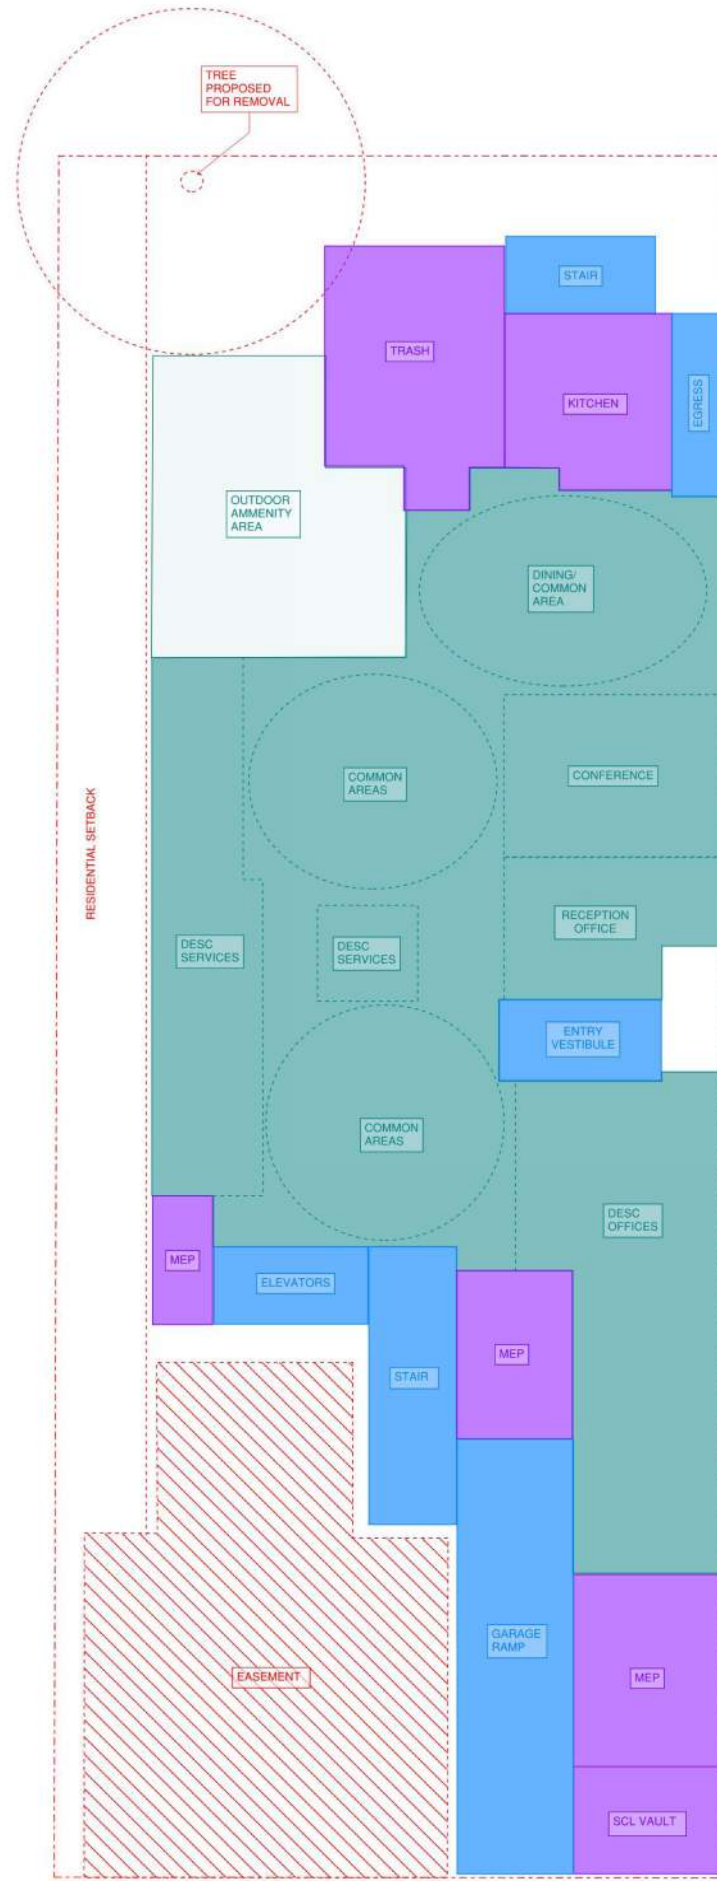 TREE
PROPOSED
FOR REMOVAL
STAIR
TRASH
KITCHEN
EGRESS
OUTDOOR
AMMENITY
AREA
DINING/
COMMON
AREA
COMMON
AREAS
CONFERENCE
RESIDENTIAL SETBACK
RECEPTION
OFFICE
DESC
SERVICES
DESC
SERVICES
ENTRY
VESTIBULE
COMMON
AREAS
DESC
OFFICES
MEP
ELEVATORS
MEP
STAIR
GARAGE
RAMP
EASEMENT
MEP
SCL VAULT